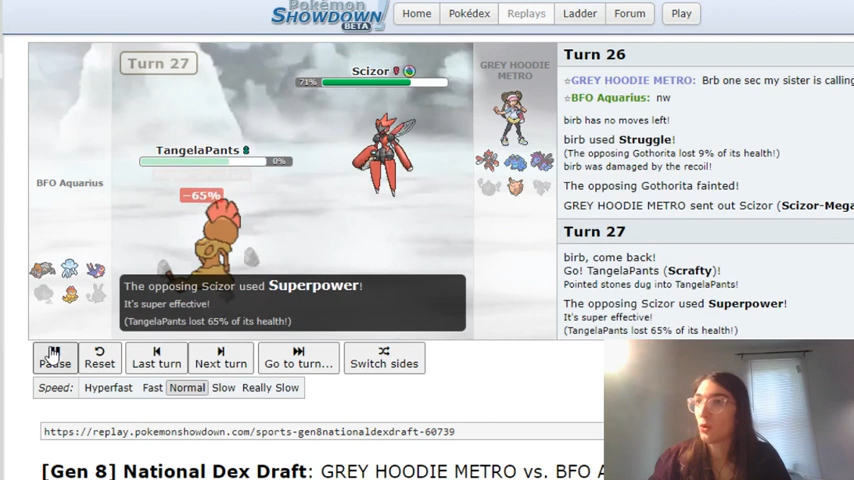 Pokémon
SHOWDOWN
BETA
Home
Pokédex
Replays
Ladder
Forum
Play
Turn 27
Scizor
71%
TangelaPants
0%
−65%
BFO Aquarius
GREY HOODIE
METRO
The opposing Scizor used Superpower!
It's super effective!
(TangelaPants lost 65% of its health!)
Turn 26
☆GREY HOODIE METRO: Brb one sec my sister is calling
☆BFO Aquarius: nw
birb has no moves left!
birb used Struggle!
(The opposing Gothorita lost 9% of its health!)
birb was damaged by the recoil!
The opposing Gothorita fainted!
GREY HOODIE METRO sent out Scizor (Scizor-Mega
Turn 27
birb, come back!
Go! TangelaPants (Scrafty)!
Pointed stones dug into TangelaPants!
The opposing Scizor used Superpower!
It's super effective!
(TangelaPants lost 65% of its health!)
Pause
Reset
Last turn
Next turn
Go to turn...
Switch sides
Speed: Hyperfast Fast Normal Slow Really Slow
https://replay.pokemonshowdown.com/sports-gen8nationaldexdraft-60739
[Gen 8] National Dex Draft: GREY HOODIE METRO vs. BFO A